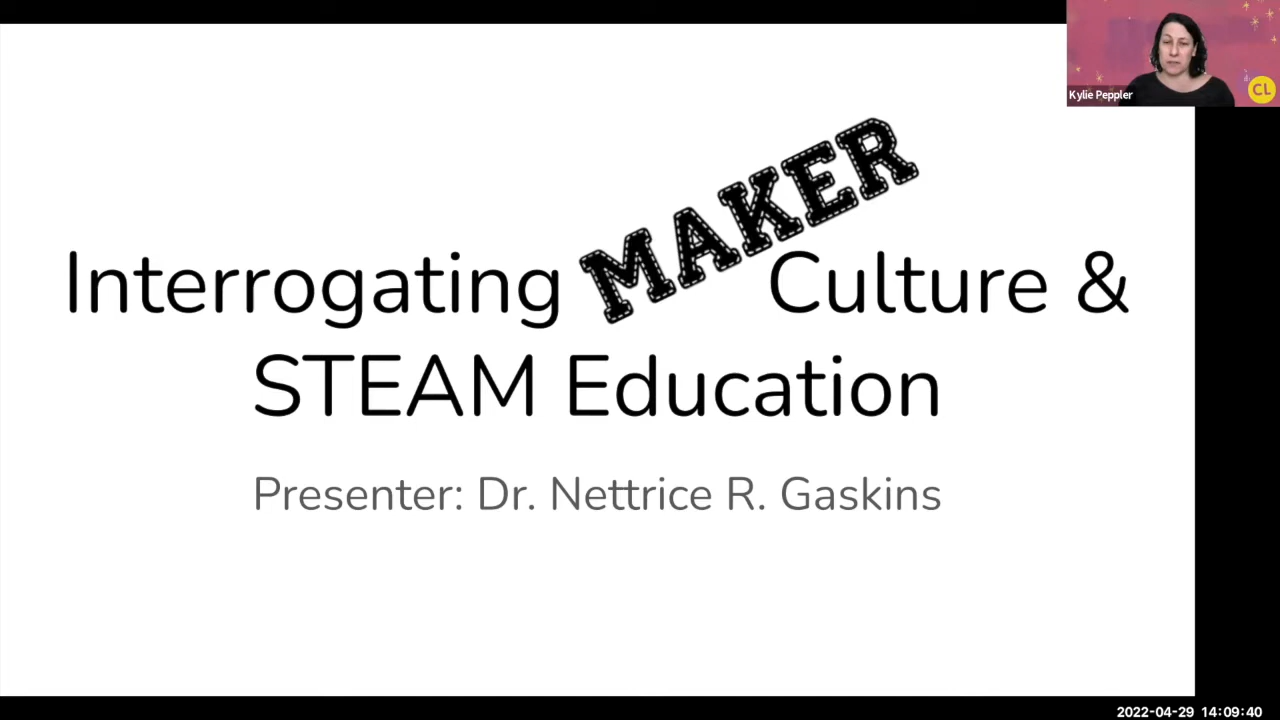 Kylie Peppler
CL
Interrogating MAKER Culture &
STEAM Education
Presenter: Dr. Nettrice R. Gaskins
2022-04-29 14:09:40